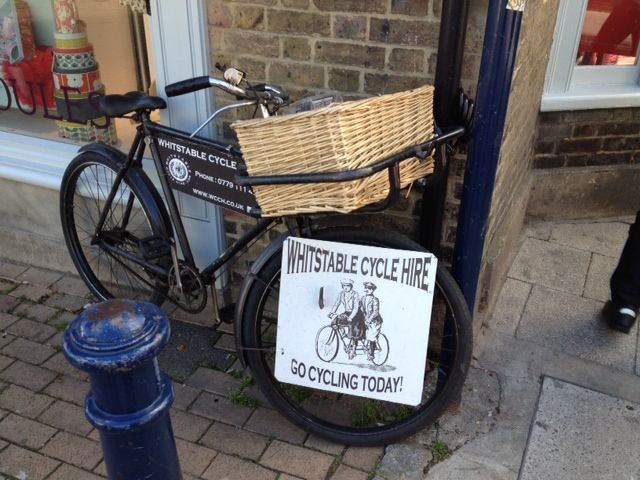 WHITSTABLE CYCLE
PHONE: 0779
WWW.WCCH.CO.UK
WHITSTABLE CYCLE HIRE
GO CYCLING TODAY!